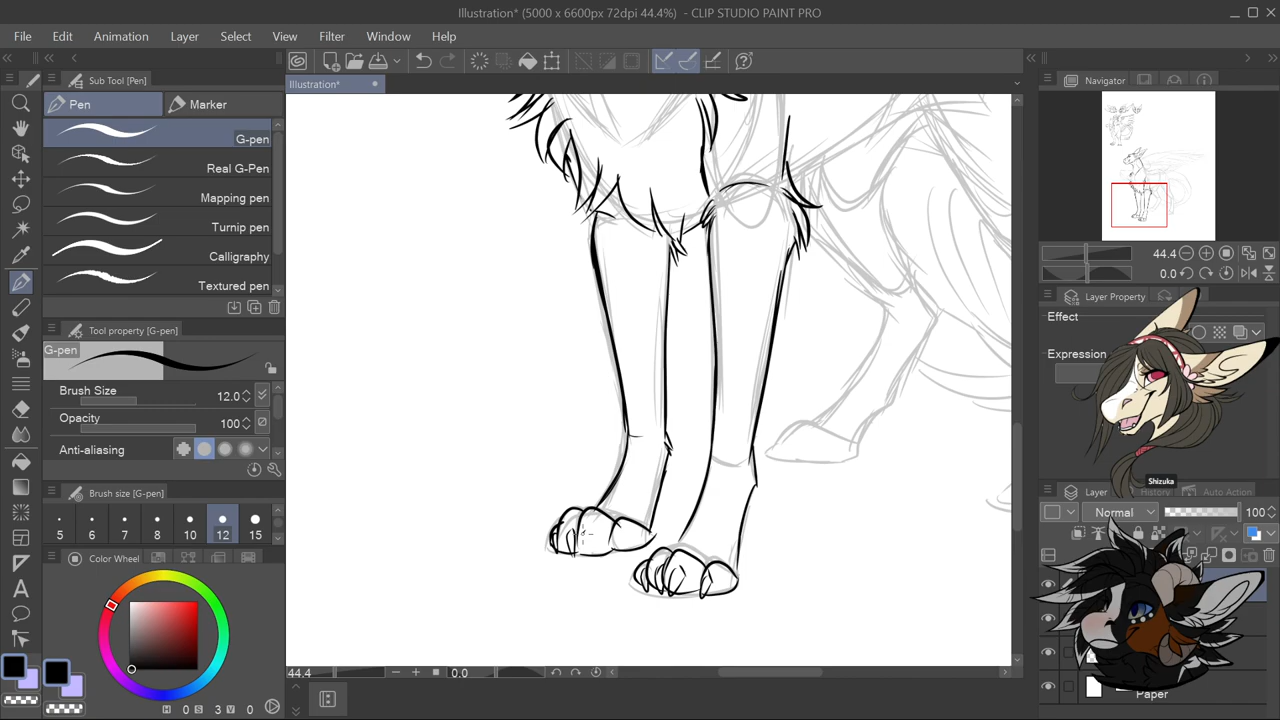 Illustration* (5000 x 6600px 72dpi 44.4%) - CLIP STUDIO PAINT PRO
File Edit Animation Layer Select View Filter Window Help
Sub Tool [Pen]
Illustration*
Navigator
Pen Marker
G-pen
Real G-Pen
Mapping pen
Turnip pen
Calligraphy
Textured pen
Tool property [G-pen]
G-pen
Brush Size 12.0
Opacity 100
Anti-aliasing
Brush size [G-pen]
5 6 7 8 10 12 15
Color Wheel
H 0 S 3 V 0
44.4 0.0
44.4
0.0
Layer Property
Effect
Expression
Shizuka
Layer History Auto Action
Normal 100
Paper